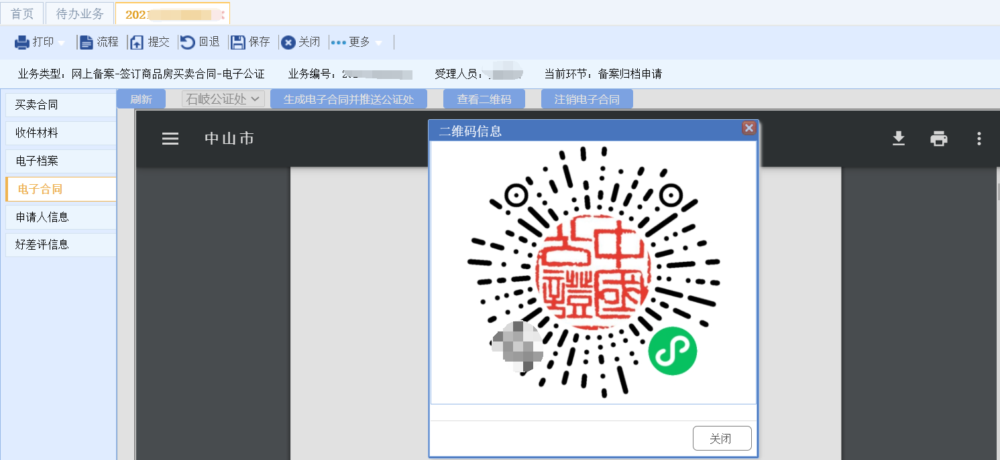 首页 待办业务 202
打印 流程 提交 回退 保存 关闭 更多
业务类型：网上备案-签订商品房买卖合同-电子公证 业务编号：2 受理人员： 当前环节：备案归档申请
买卖合同
收件材料
电子档案
电子合同
申请人信息
好差评信息
刷新 石岐公证处 生成电子合同并推送公证处 查看二维码 注销电子合同
中山市
二维码信息
中國公證
关闭